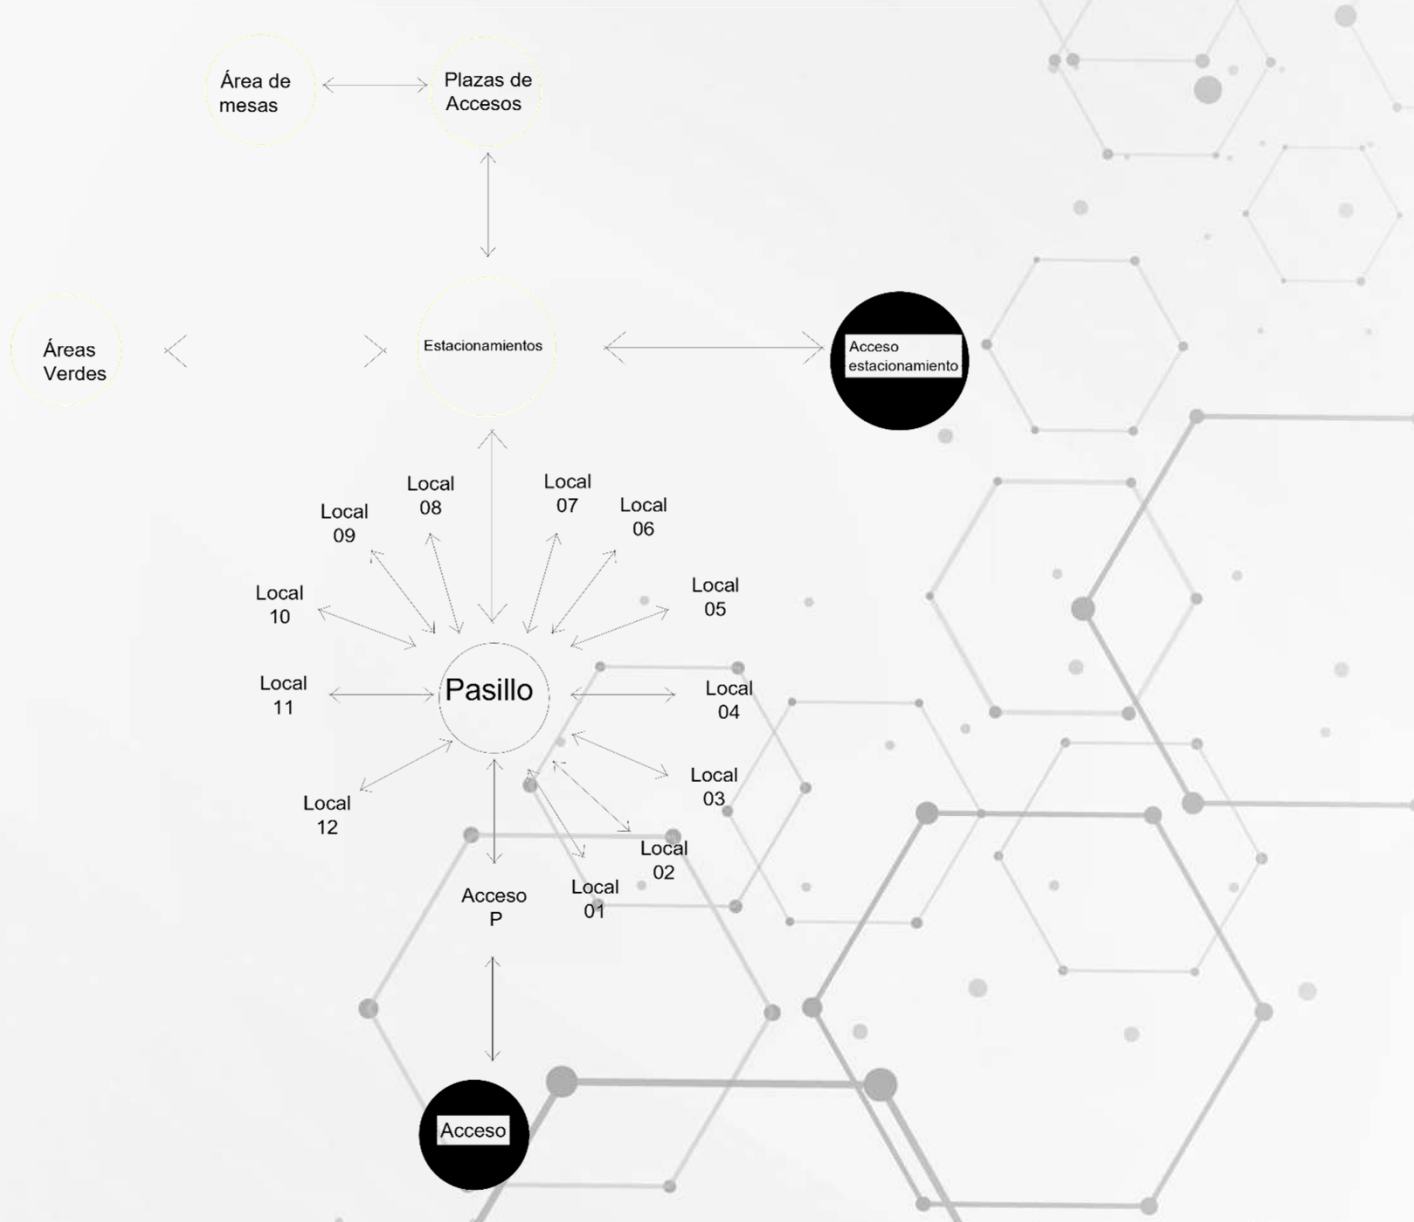 Área de
mesas
Plazas de
Accesos
Áreas
Verdes
Estacionamientos
Acceso
estacionamiento
Local
08
Local
07
Local
09
Local
06
Local
10
Local
05
Local
11
Pasillo
Local
04
Local
12
Local
03
Local
02
Acceso
P
Local
01
Acceso